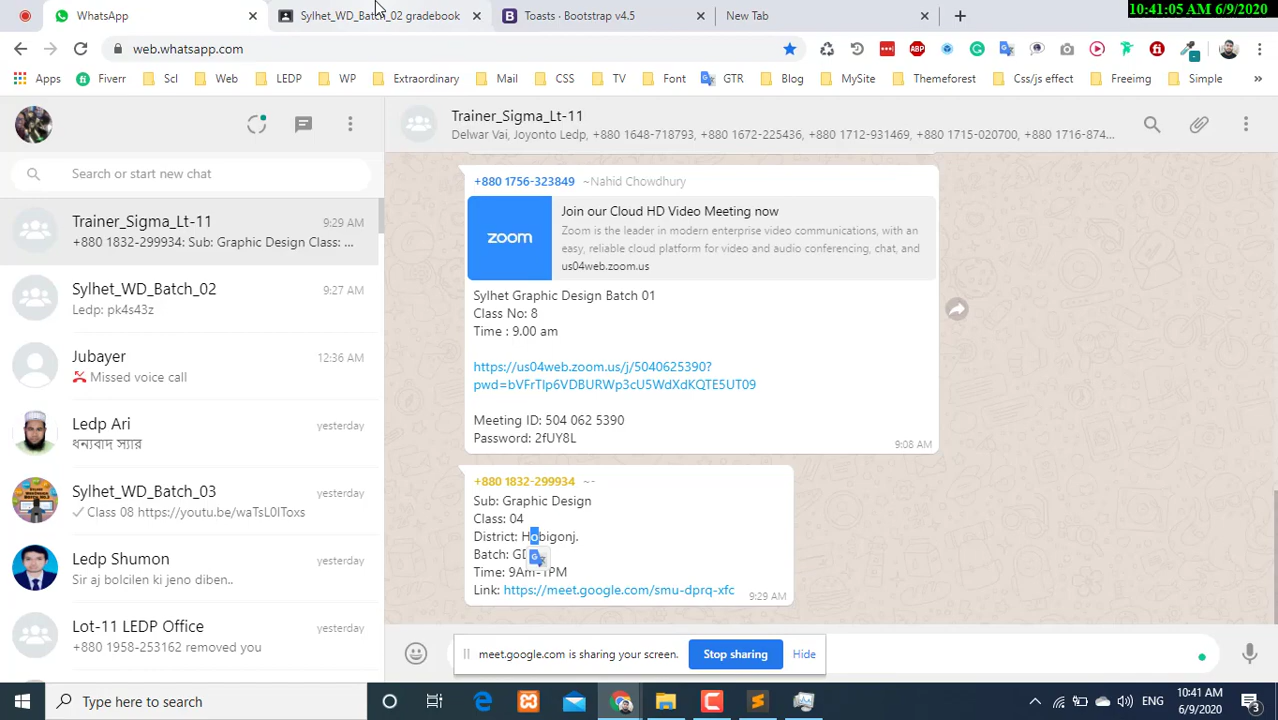 WhatsApp
Sylhet_WD_Batch_02 gradebook
Toasts · Bootstrap v4.5
New Tab
10:41:05 AM 6/9/2020
web.whatsapp.com
ABP
Apps
Fiverr
Scl
Web
LEDP
WP
Extraordinary
Mail
CSS
TV
Font
GTR
Blog
MySite
Themeforest
Css/js effect
Freeimg
Simple
»
Trainer_Sigma_Lt-11
Delwar Vai, Joyonto Ledp, +880 1648-718793, +880 1672-225436, +880 1712-931469, +880 1715-020700, +880 1716-874...
Search or start new chat
Trainer_Sigma_Lt-11
9:29 AM
+880 1832-299934: Sub: Graphic Design Class: ...
Sylhet_WD_Batch_02
9:27 AM
Ledp: pk4s43z
Jubayer
12:36 AM
Missed voice call
Ledp Ari
yesterday
ধন্যবাদ স্যার
Sylhet_WD_Batch_03
yesterday
Class 08 https://youtu.be/waTsL0IToxs
Ledp Shumon
yesterday
Sir aj bolcilen ki jeno diben..
Lot-11 LEDP Office
yesterday
+880 1958-253162 removed you
+880 1756-323849 ~Nahid Chowdhury
zoom
Join our Cloud HD Video Meeting now
Zoom is the leader in modern enterprise video communications, with an
easy, reliable cloud platform for video and audio conferencing, chat, and
us04web.zoom.us
Sylhet Graphic Design Batch 01
Class No: 8
Time : 9.00 am
https://us04web.zoom.us/j/5040625390?
pwd=bVFrTlp6VDBURWp3cU5WdXdKQTE5UT09
Meeting ID: 504 062 5390
Password: 2fUY8L
9:08 AM
+880 1832-299934 ~-
Sub: Graphic Design
Class: 04
District: Hobigonj.
Batch: GD
Time: 9Am-1PM
Link: https://meet.google.com/smu-dprq-xfc
9:29 AM
meet.google.com is sharing your screen.
Stop sharing
Hide
Type here to search
ENG
10:41 AM
6/9/2020
3